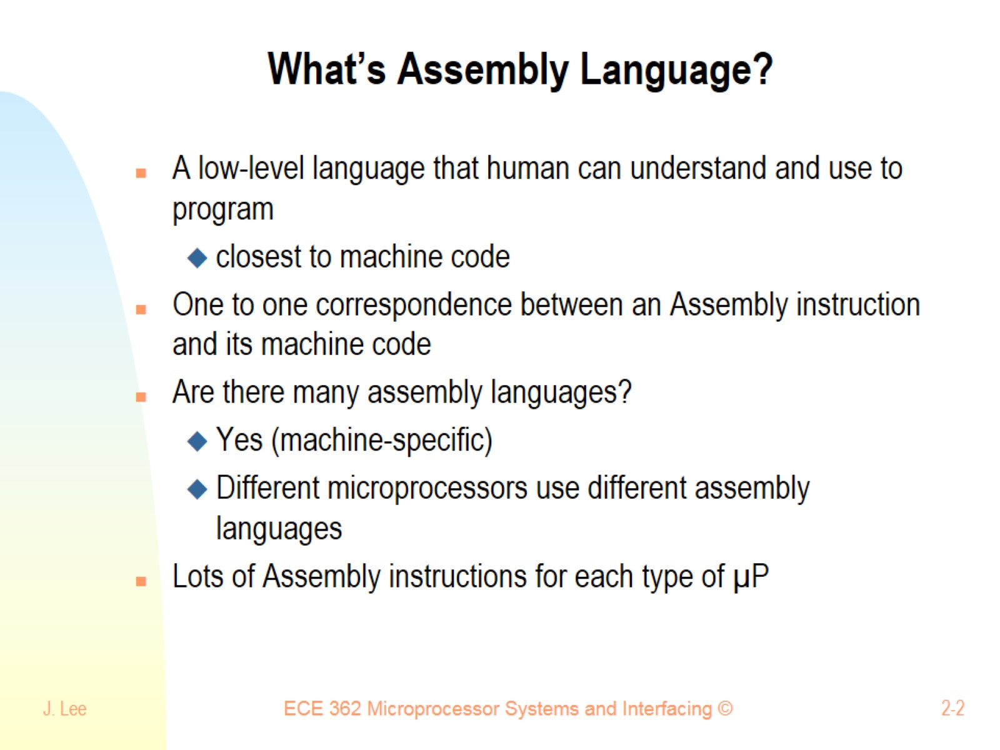 What’s Assembly Language?
A low-level language that human can understand and use to
program
closest to machine code
One to one correspondence between an Assembly instruction
and its machine code
Are there many assembly languages?
Yes (machine-specific)
Different microprocessors use different assembly
languages
Lots of Assembly instructions for each type of µP
J. Lee
ECE 362 Microprocessor Systems and Interfacing ©
2-2